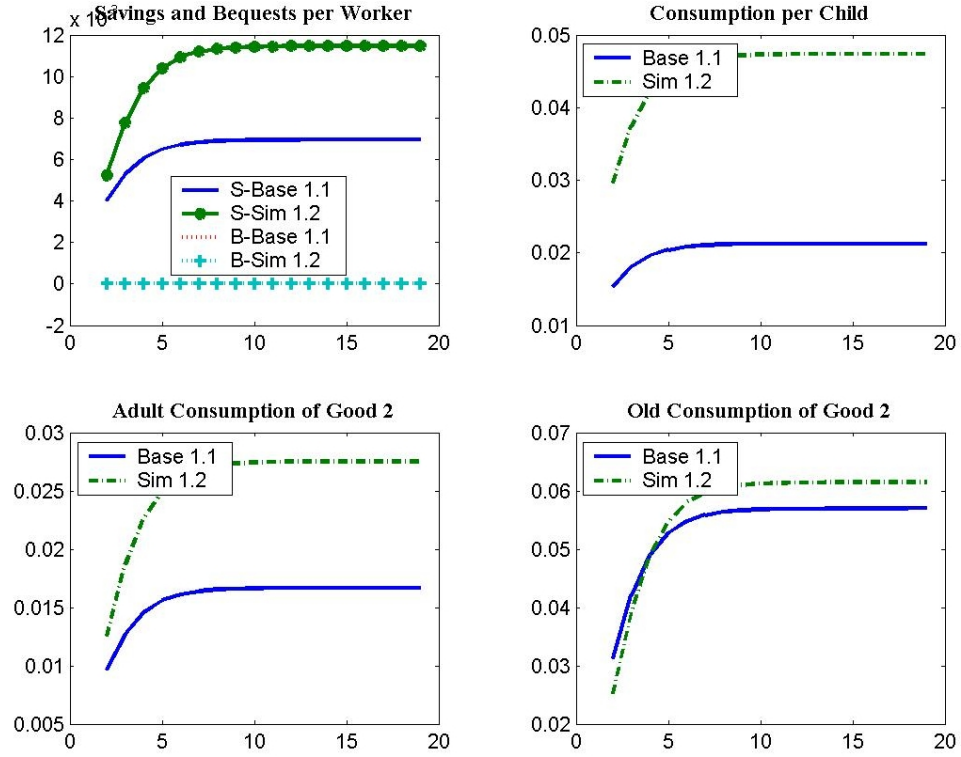 Savings and Bequests per Worker
x 10
12
10
8
6
4
2
0
-2
S-Base 1.1
S-Sim 1.2
B-Base 1.1
B-Sim 1.2
0 5 10 15 20
Consumption per Child
0.05
0.04
0.03
0.02
0.01
Base 1.1
Sim 1.2
0 5 10 15 20
Adult Consumption of Good 2
0.03
0.025
0.02
0.015
0.01
0.005
Base 1.1
Sim 1.2
0 5 10 15 20
Old Consumption of Good 2
0.07
0.06
0.05
0.04
0.03
0.02
Base 1.1
Sim 1.2
0 5 10 15 20